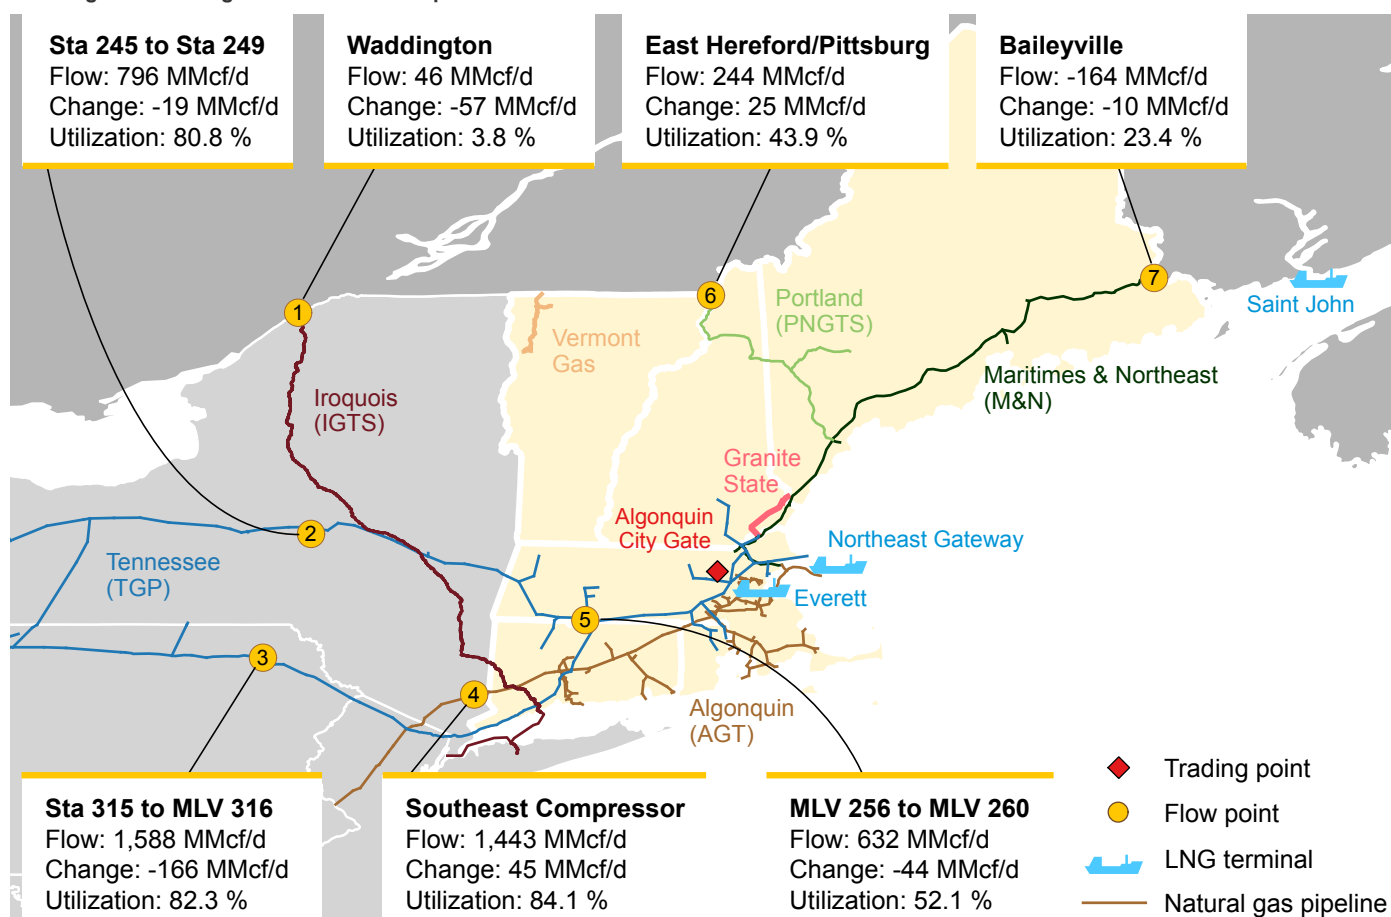 Sta 245 to Sta 249
Flow: 796 MMcf/d
Change: -19 MMcf/d
Utilization: 80.8 %
Waddington
Flow: 46 MMcf/d
Change: -57 MMcf/d
Utilization: 3.8 %
East Hereford/Pittsburg
Flow: 244 MMcf/d
Change: 25 MMcf/d
Utilization: 43.9 %
Baileyville
Flow: -164 MMcf/d
Change: -10 MMcf/d
Utilization: 23.4 %
1
6
7
Portland
(PNGTS)
Saint John
Vermont
Gas
Maritimes & Northeast
(M&N)
Iroquois
(IGTS)
Granite
State
Algonquin
City Gate
2
Northeast Gateway
Tennessee
(TGP)
Everett
5
3
4
Algonquin
(AGT)
Sta 315 to MLV 316
Flow: 1,588 MMcf/d
Change: -166 MMcf/d
Utilization: 82.3 %
Southeast Compressor
Flow: 1,443 MMcf/d
Change: 45 MMcf/d
Utilization: 84.1 %
MLV 256 to MLV 260
Flow: 632 MMcf/d
Change: -44 MMcf/d
Utilization: 52.1 %
Trading point
Flow point
LNG terminal
Natural gas pipeline